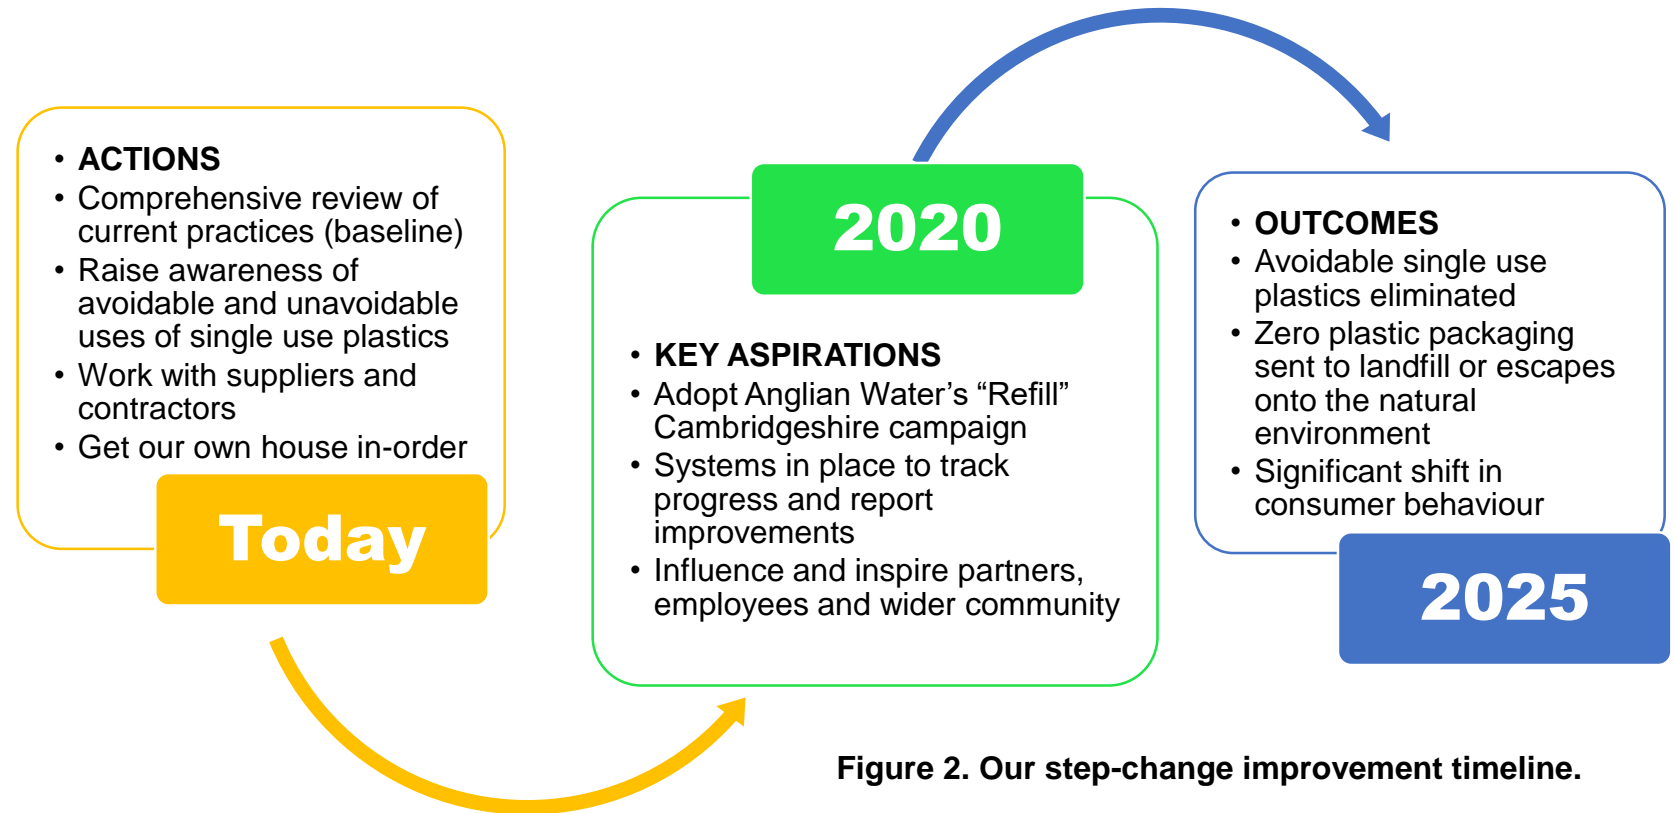 • ACTIONS
• Comprehensive review of
current practices (baseline)
• Raise awareness of
avoidable and unavoidable
uses of single use plastics
• Work with suppliers and
contractors
• Get our own house in-order
Today
2020
• KEY ASPIRATIONS
• Adopt Anglian Water’s “Refill”
Cambridgeshire campaign
• Systems in place to track
progress and report
improvements
• Influence and inspire partners,
employees and wider community
• OUTCOMES
• Avoidable single use
plastics eliminated
• Zero plastic packaging
sent to landfill or escapes
onto the natural
environment
• Significant shift in
consumer behaviour
2025
Figure 2. Our step-change improvement timeline.